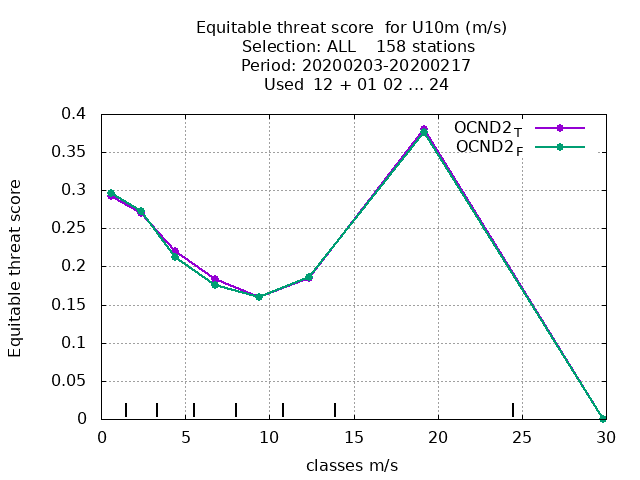 Equitable threat score  for U10m (m/s)
Selection: ALL    158 stations
Period: 20200203-20200217
Used  12 + 01 02 ... 24
OCND2T
OCND2F
0.4
0.35
0.3
0.25
0.2
0.15
0.1
0.05
0
Equitable threat score
0 5 10 15 20 25 30
classes m/s